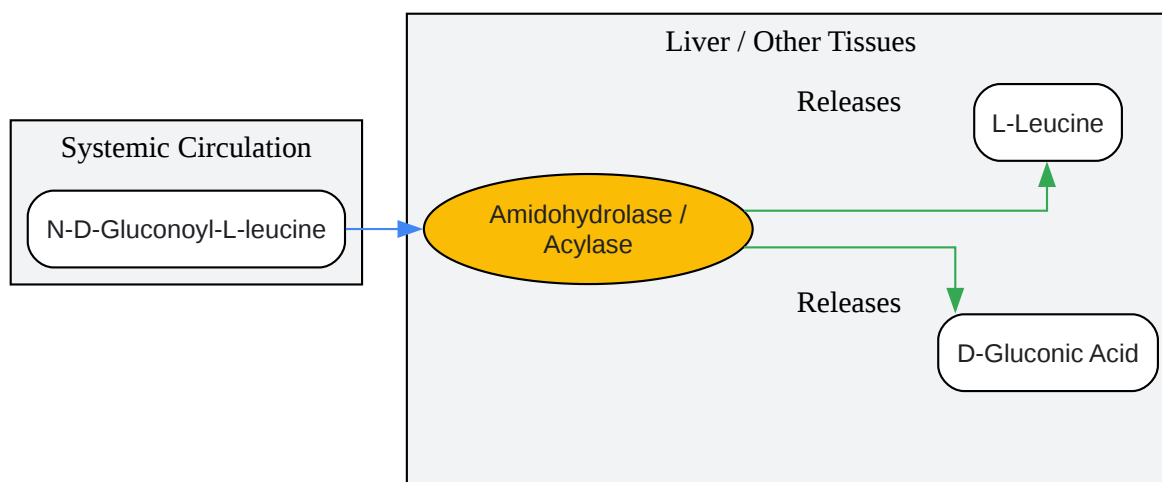 Liver / Other Tissues
Releases
L-Leucine
Systemic Circulation
N-D-Gluconoyl-L-leucine
Amidohydrolase /
Acylase
Releases
D-Gluconic Acid